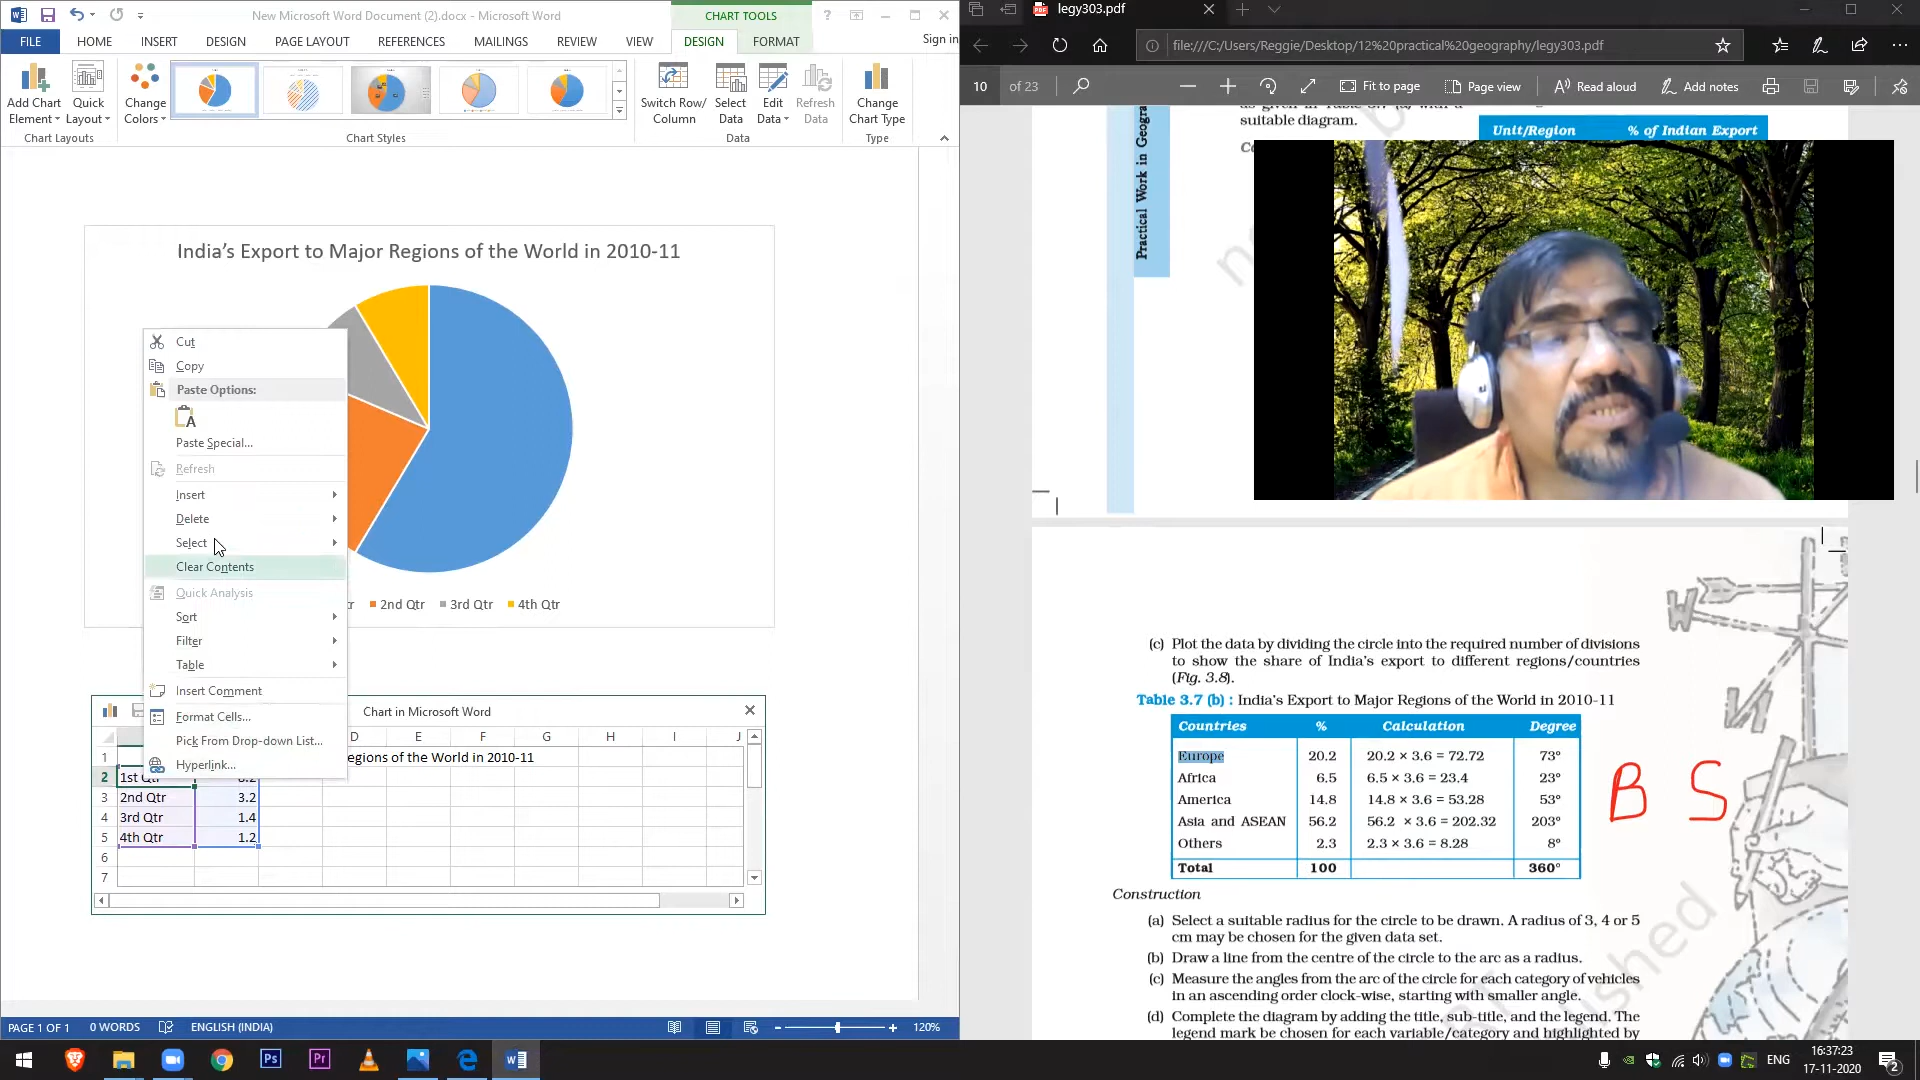 New Microsoft Word Document (2).docx - Microsoft Word
CHART TOOLS
FILE HOME INSERT DESIGN PAGE LAYOUT REFERENCES MAILINGS REVIEW VIEW DESIGN FORMAT Sign in
Add Chart Element
Quick Layout
Change Colors
Switch Row/ Column
Select Data
Edit Data
Refresh Data
Change Chart Type
Chart Layouts Chart Styles Data Type
India’s Export to Major Regions of the World in 2010-11
Cut
Copy
Paste Options:
Paste Special...
Refresh
Insert
Delete
Select
Clear Contents
Quick Analysis
Sort
Filter
Table
Insert Comment
Format Cells...
Pick From Drop-down List...
Hyperlink...
2nd Qtr 3rd Qtr 4th Qtr
Chart in Microsoft Word
D E F G H I J
1 egions of the World in 2010-11
2 1st Qtr 8.2
3 2nd Qtr 3.2
4 3rd Qtr 1.4
5 4th Qtr 1.2
6
7
PAGE 1 OF 1 0 WORDS ENGLISH (INDIA) 120%
legy303.pdf
file:///C:/Users/Reggie/Desktop/12%20practical%20geography/legy303.pdf
10 of 23 Fit to page Page view Read aloud Add notes
suitable diagram.
Unit/Region % of Indian Export
Practical Work in Geogra
(c) Plot the data by dividing the circle into the required number of divisions
to show the share of India’s export to different regions/countries
(Fig. 3.8).
Table 3.7 (b) : India’s Export to Major Regions of the World in 2010-11
Countries % Calculation Degree
Europe 20.2 20.2 × 3.6 = 72.72 73°
Africa 6.5 6.5 × 3.6 = 23.4 23°
America 14.8 14.8 × 3.6 = 53.28 53°
Asia and ASEAN 56.2 56.2 × 3.6 = 202.32 203°
Others 2.3 2.3 × 3.6 = 8.28 8°
Total 100 360°
B S
Construction
(a) Select a suitable radius for the circle to be drawn. A radius of 3, 4 or 5
cm may be chosen for the given data set.
(b) Draw a line from the centre of the circle to the arc as a radius.
(c) Measure the angles from the arc of the circle for each category of vehicles
in an ascending order clock-wise, starting with smaller angle.
(d) Complete the diagram by adding the title, sub-title, and the legend. The
legend mark be chosen for each variable/category and highlighted by
ENG
16:37:23
17-11-2020
2